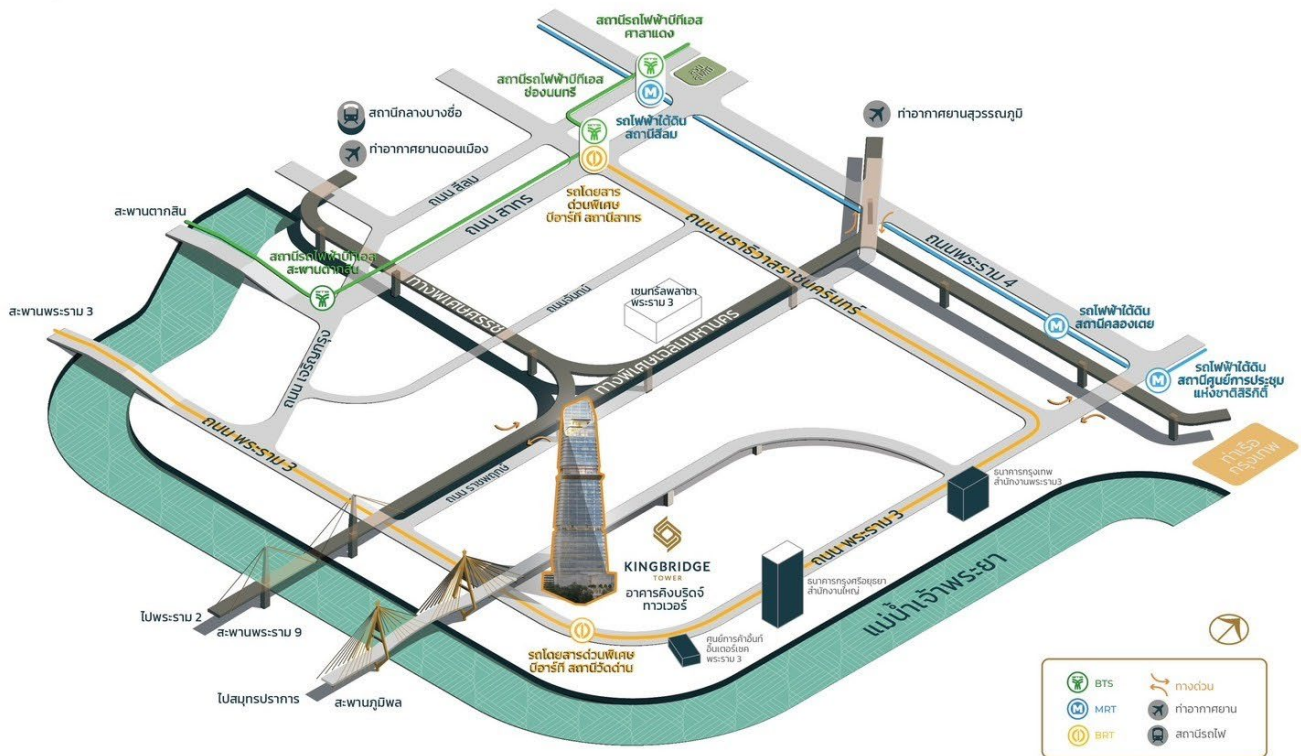 สถานีรถไฟฟ้าบีทีเอส
ศาลาแดง
สถานีรถไฟฟ้าบีทีเอส
ช่องนนทรี
รถไฟฟ้าใต้ดิน
สถานีสีลม
สถานีกลางบางซื่อ
ท่าอากาศยานดอนเมือง
ท่าอากาศยานสุวรรณภูมิ
ถนน สีลม
ถนน สาทร
รถโดยสาร
ด่วนพิเศษ
บีอาร์ที สถานีสาทร
ถนน นราธิวาสราชนครินทร์
สะพานตากสิน
สถานีรถไฟฟ้าบีทีเอส
สะพานตากสิน
ถนนพระราม 4
ทางพิเศษศรีรัช
ถนนจันทน์
เซนทรัลพลาซา
พระราม 3
ทางพิเศษเฉลิมมหานคร
สะพานพระราม 3
ถนน เจริญกรุง
รถไฟฟ้าใต้ดิน
สถานีคลองเตย
รถไฟฟ้าใต้ดิน
สถานีศูนย์การประชุม
แห่งชาติสิริกิติ์
ท่าเรือ
กรุงเทพ
ถนน พระราม 3
ถนน ราชพฤกษ์
ธนาคารกรุงเทพ
สำนักงานพระราม3
KINGBRIDGE
TOWER
อาคารคิงบริดจ์
ทาวเวอร์
ถนน พระราม 3
ธนาคารกรุงศรีอยุธยา
สำนักงานใหญ่
แม่น้ำเจ้าพระยา
ไปพระราม 2
สะพานพระราม 9
รถโดยสารด่วนพิเศษ
บีอาร์ที สถานีวัดด่าน
ศูนย์การค้าอินท์
อินเตอร์เซค
พระราม 3
ไปสมุทรปราการ
สะพานภูมิพล
BTS
ทางด่วน
MRT
ท่าอากาศยาน
BRT
สถานีรถไฟ